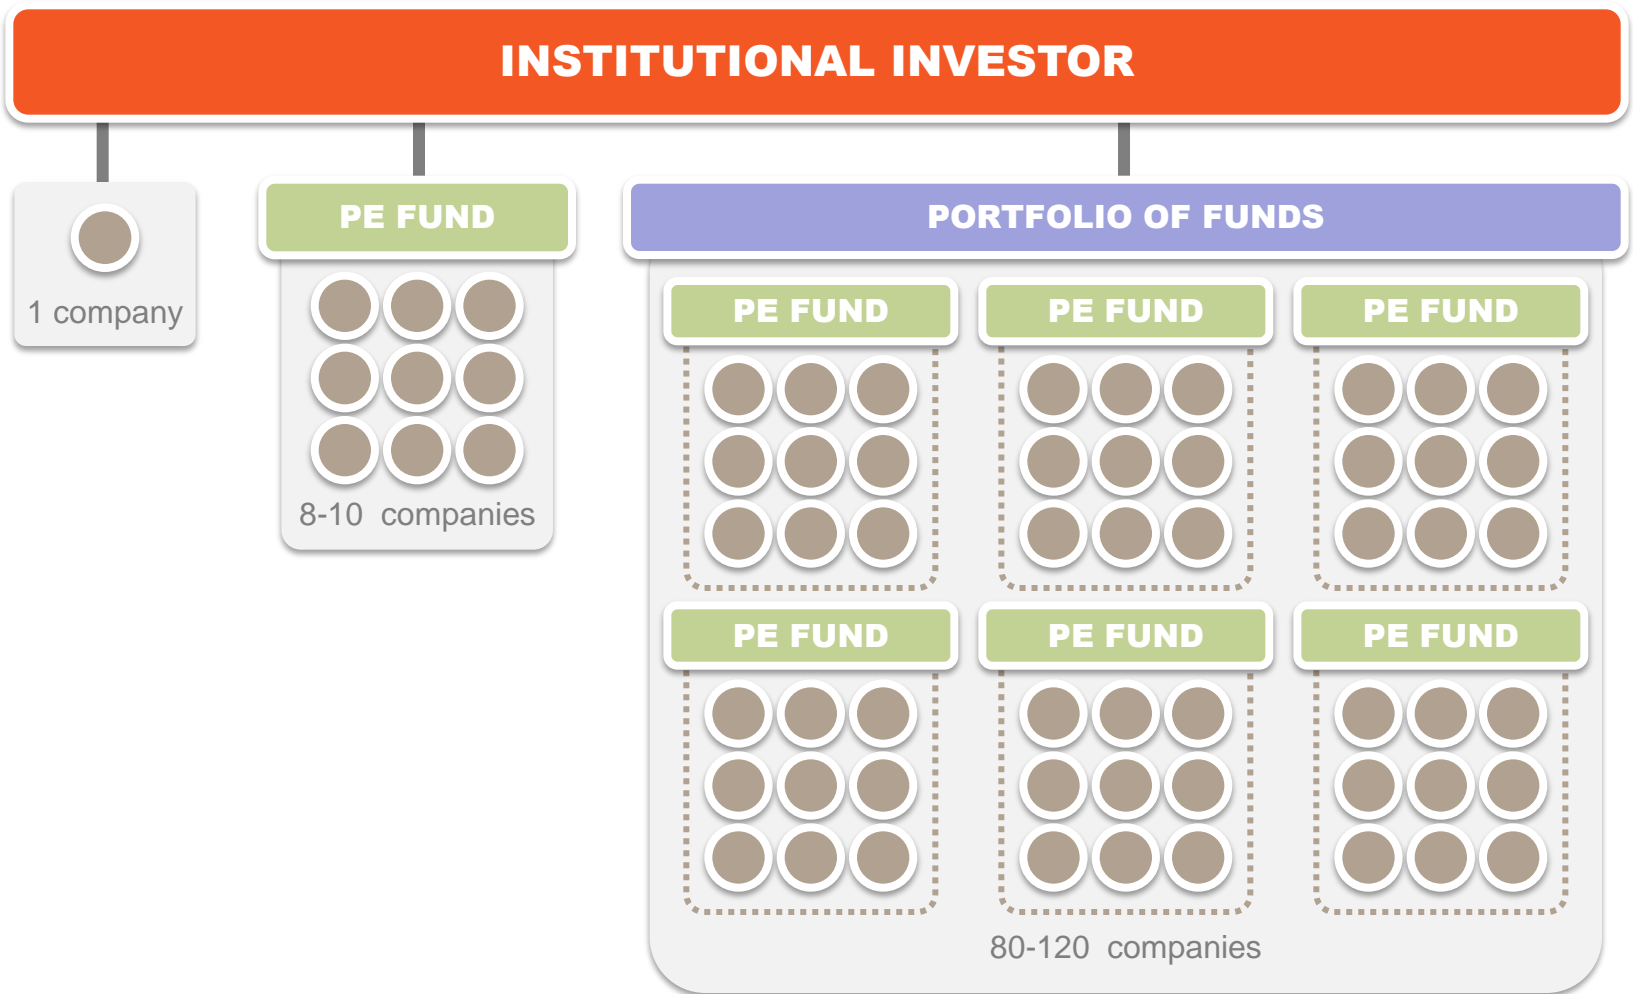 INSTITUTIONAL INVESTOR
1 company
PE FUND
8-10 companies
PORTFOLIO OF FUNDS
PE FUND
PE FUND
PE FUND
PE FUND
PE FUND
PE FUND
80-120 companies